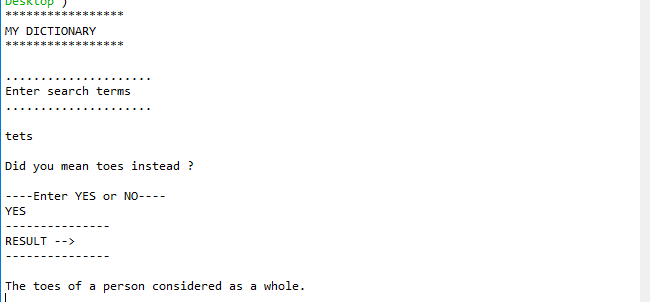 Desktop')
*****************
MY DICTIONARY
*****************
.....................
Enter search terms
.....................
tets
Did you mean toes instead ?
----Enter YES or NO----
YES
---------------
RESULT -->
---------------
The toes of a person considered as a whole.